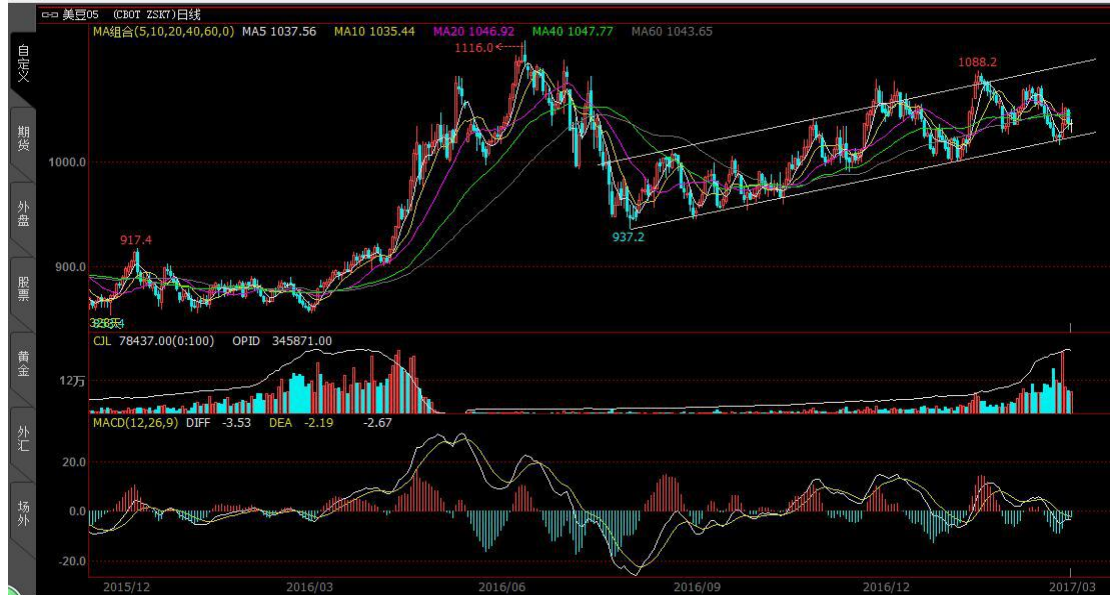 美豆05 (CBOT ZSK7)日线
MA组合(5,10,20,40,60,0) MA5 1037.56 MA10 1035.44 MA20 1046.92 MA40 1047.77 MA60 1043.65
自定义
期货
外盘
股票
黄金
外汇
场外
1116.0
1088.2
1000.0
937.2
917.4
900.0
CJL 78437.00(0:100) OPID 345871.00
12万
MACD(12,26,9) DIFF -3.53 DEA -2.19 -2.67
20.0
0.0
-20.0
2015/12 2016/03 2016/06 2016/09 2016/12 2017/03